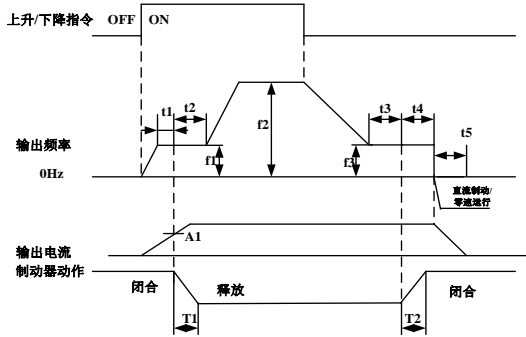 上升/下降指令 OFF ON
t1 t2 t3 t4
f2 t5
输出频率 f1 f3
0Hz
直流制动/
零速运行
A1
输出电流
制动器动作
闭合 释放 闭合
T1 T2